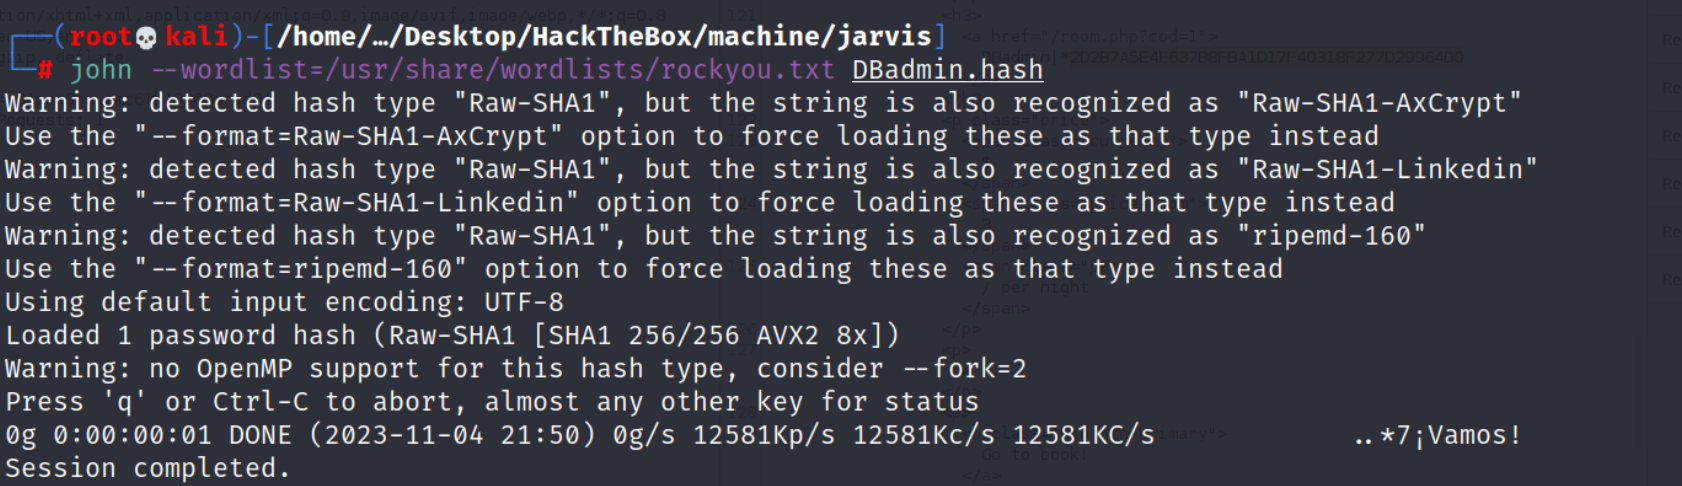 (root💀kali)-[/home/…/Desktop/HackTheBox/machine/jarvis]
# john --wordlist=/usr/share/wordlists/rockyou.txt DBadmin.hash
Warning: detected hash type "Raw-SHA1", but the string is also recognized as "Raw-SHA1-AxCrypt"
Use the "--format=Raw-SHA1-AxCrypt" option to force loading these as that type instead
Warning: detected hash type "Raw-SHA1", but the string is also recognized as "Raw-SHA1-Linkedin"
Use the "--format=Raw-SHA1-Linkedin" option to force loading these as that type instead
Warning: detected hash type "Raw-SHA1", but the string is also recognized as "ripemd-160"
Use the "--format=ripemd-160" option to force loading these as that type instead
Using default input encoding: UTF-8
Loaded 1 password hash (Raw-SHA1 [SHA1 256/256 AVX2 8x])
Warning: no OpenMP support for this hash type, consider --fork=2
Press 'q' or Ctrl-C to abort, almost any other key for status
0g 0:00:00:01 DONE (2023-11-04 21:50) 0g/s 12581Kp/s 12581Kc/s 12581KC/s ..*7¡Vamos!
Session completed.